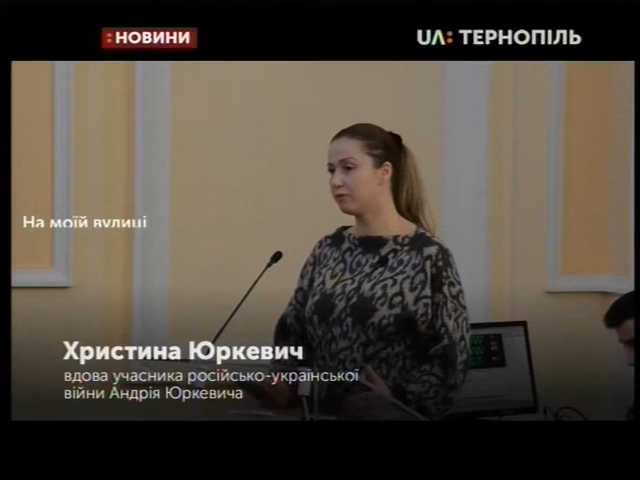 :НОВИНИ
UA: ТЕРНОПІЛЬ
На моїй вулиці
Христина Юркевич
вдова учасника російсько-української
війни Андрія Юркевича